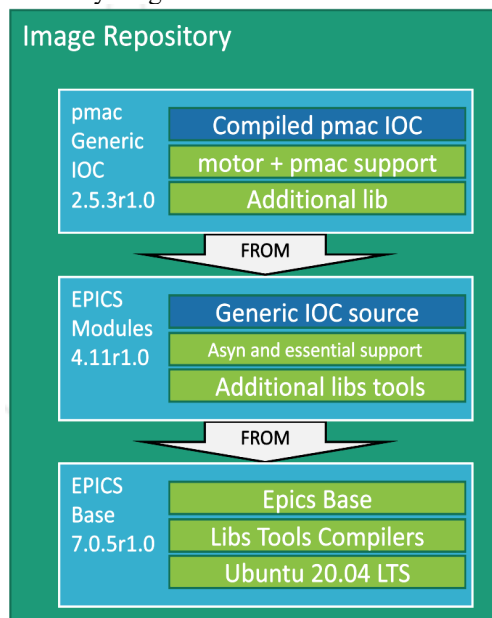 Image Repository
pmac
Generic
IOC
2.5.3r1.0
Compiled pmac IOC
motor + pmac support
Additional lib
FROM
EPICS
Modules
4.11r1.0
Generic IOC source
Asyn and essential support
Additional libs tools
FROM
EPICS
Base
7.0.5r1.0
Epics Base
Libs Tools Compilers
Ubuntu 20.04 LTS